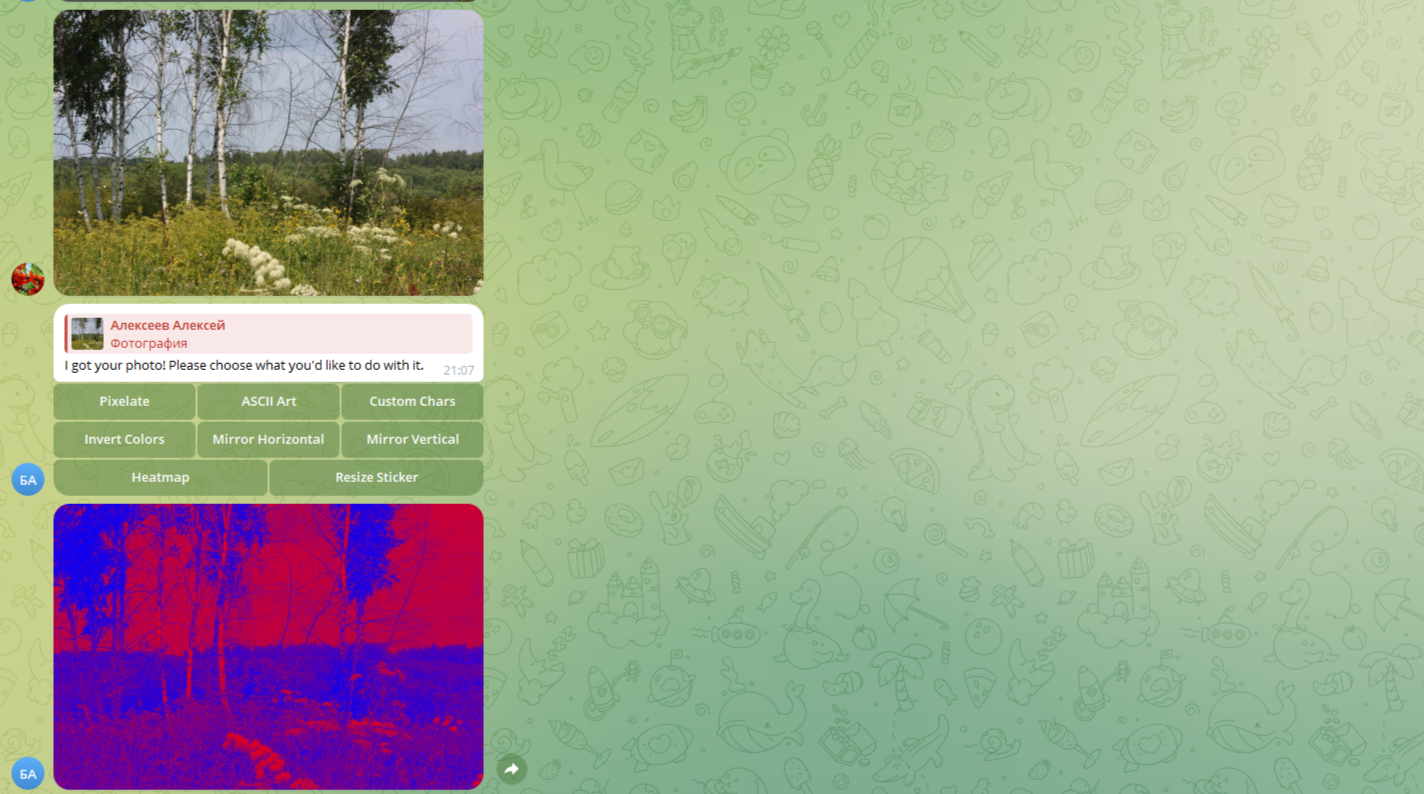 Алексеев Алексей
Фотография
I got your photo! Please choose what you'd like to do with it.
21:07
Pixelate
ASCII Art
Custom Chars
Invert Colors
Mirror Horizontal
Mirror Vertical
Heatmap
Resize Sticker
БА
БА